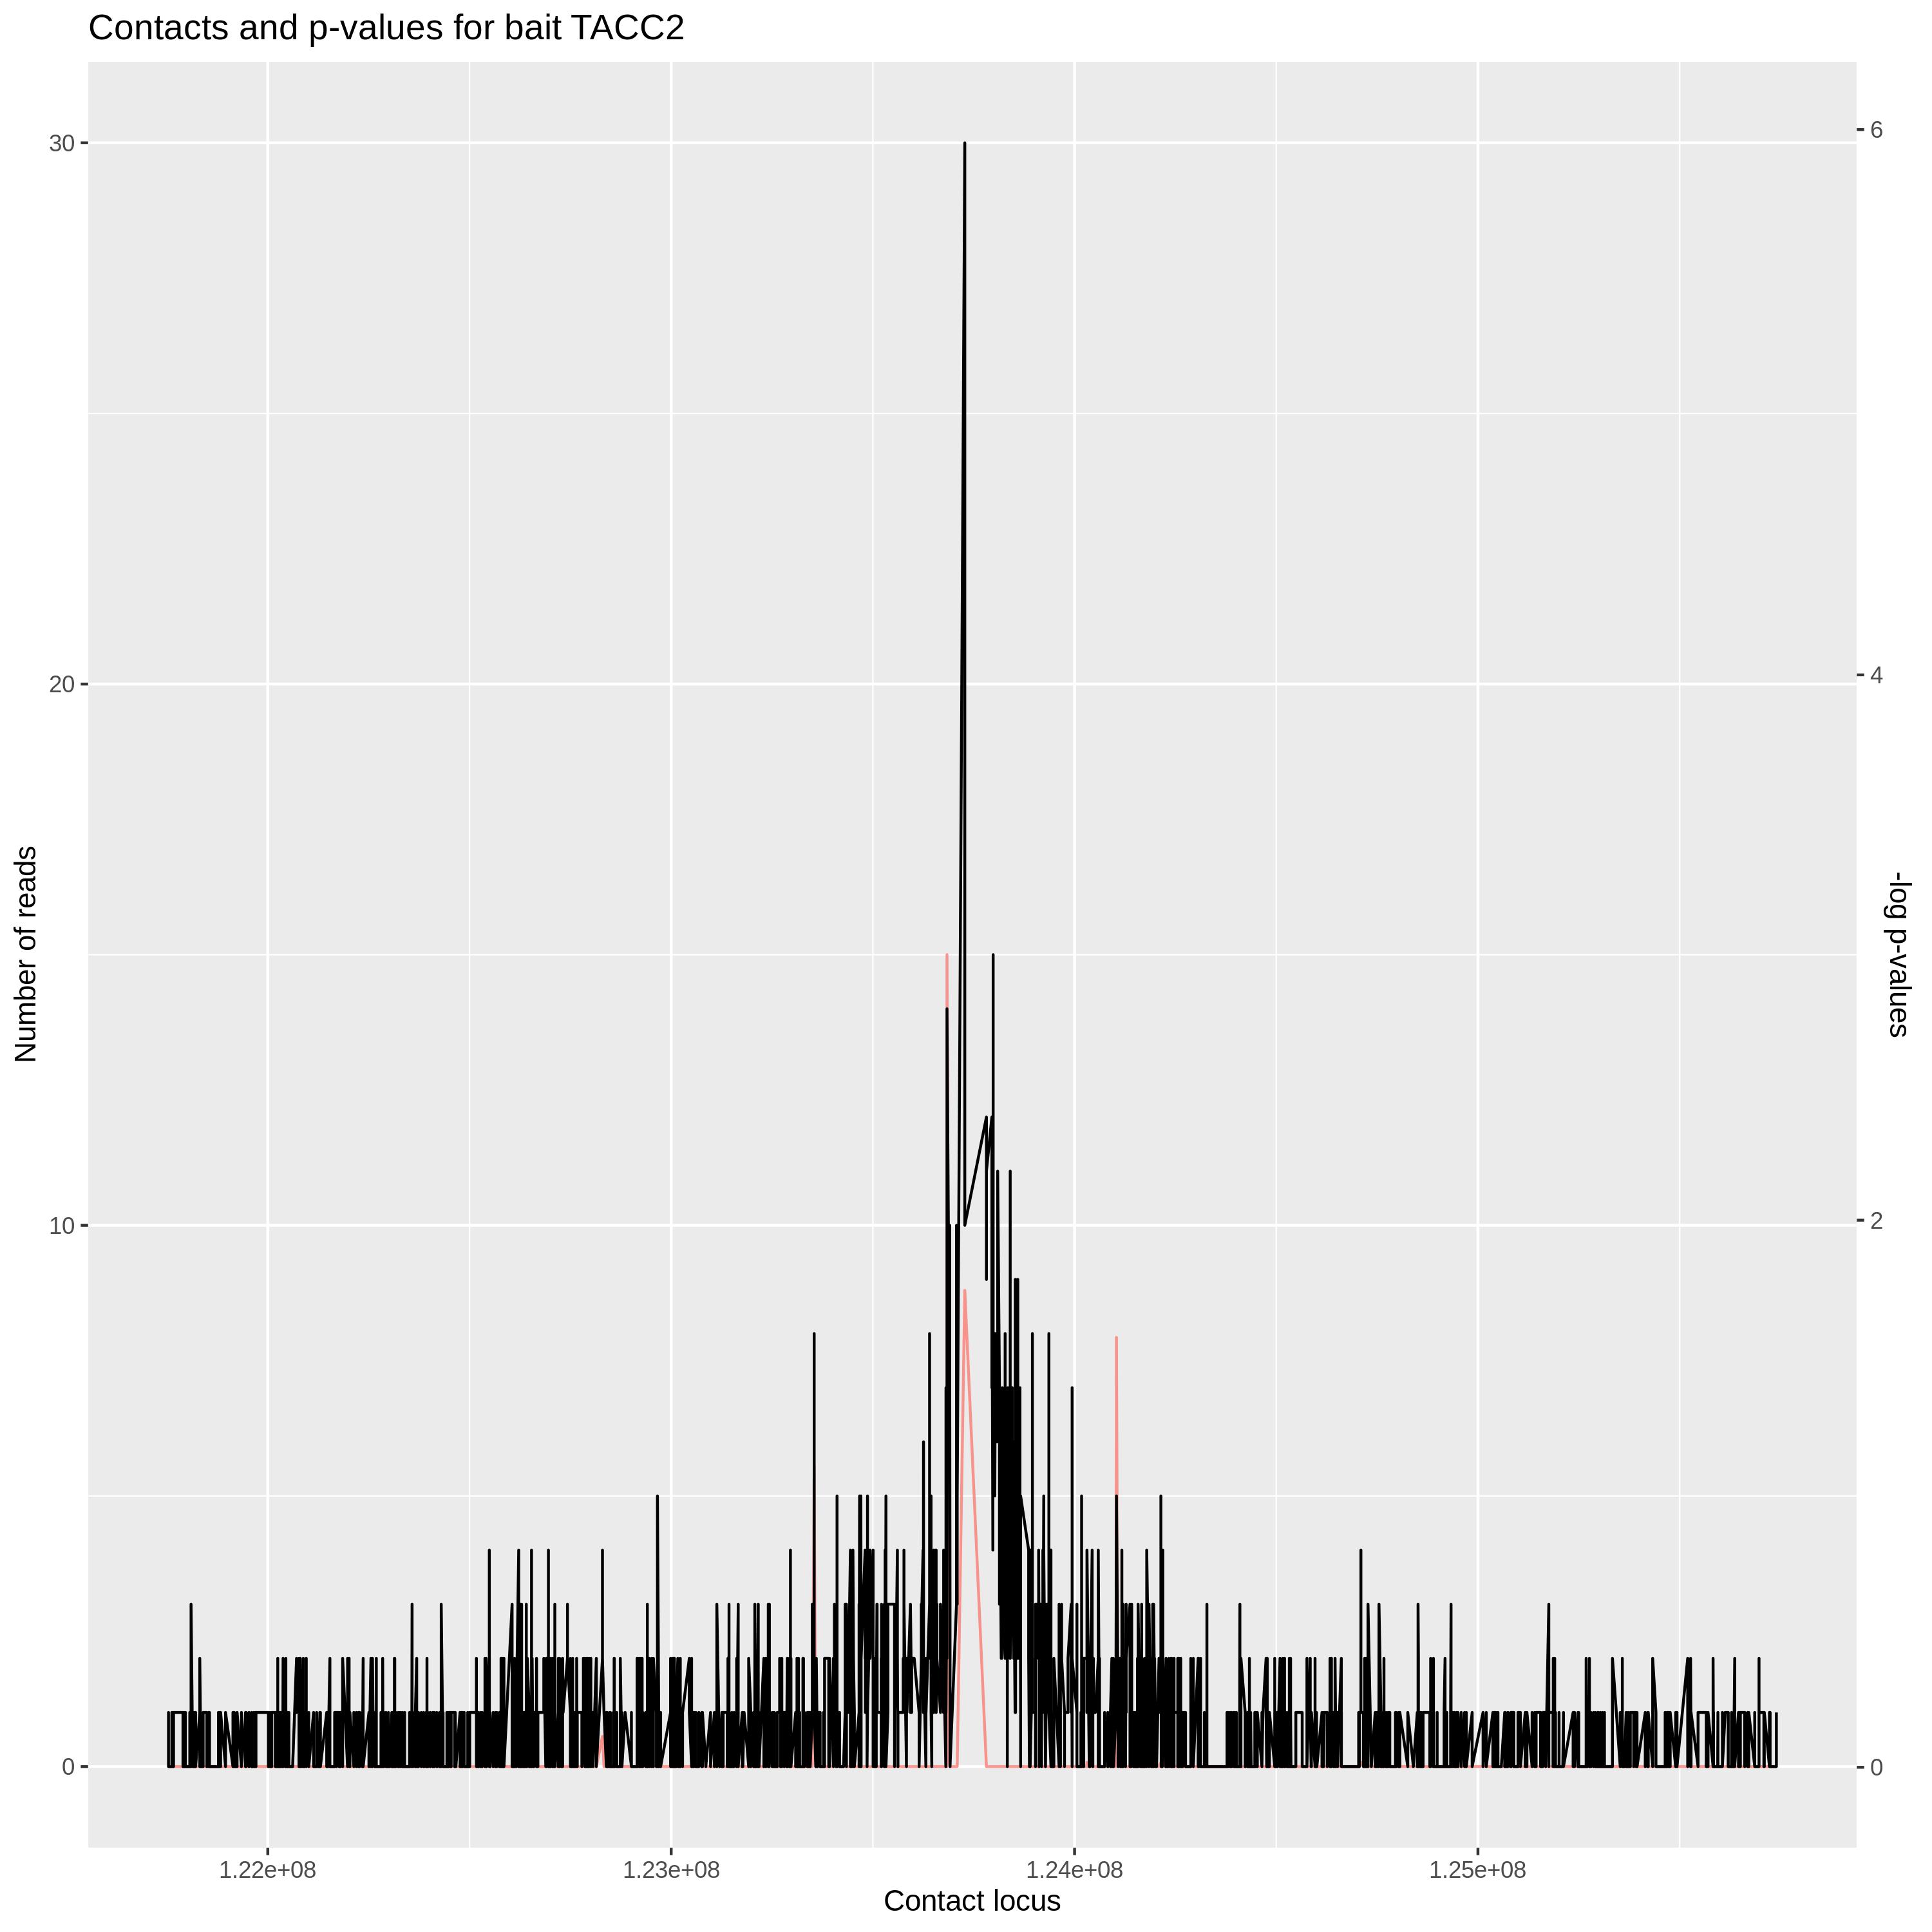 Contacts and p-values for bait TACC2
30
20
10
0
6
4
2
0
Number of reads
-log p-values
1.22e+08
1.23e+08
1.24e+08
1.25e+08
Contact locus